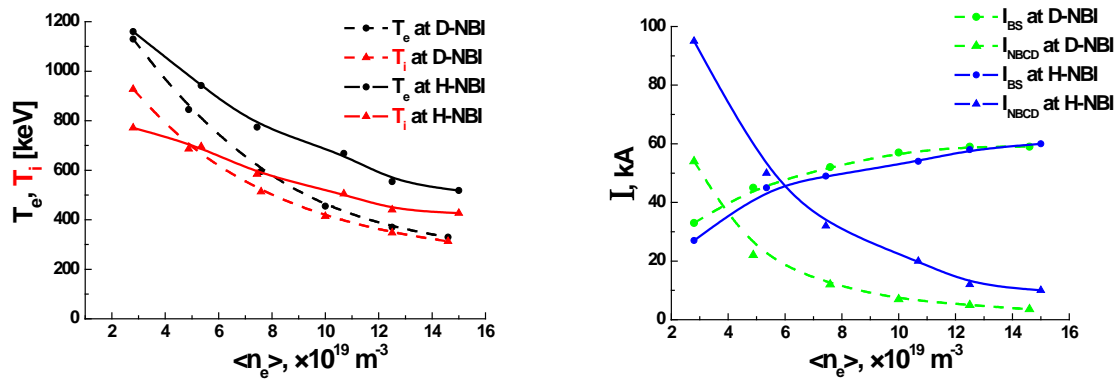 1200
1000
800
600
400
200
0
T_e, T_i [keV]
T_e at D-NBI
T_i at D-NBI
T_e at H-NBI
T_i at H-NBI
2 4 6 8 10 12 14 16
<n_e>, ×10^19 m^-3
I_BS at D-NBI
I_NBCD at D-NBI
I_BS at H-NBI
I_NBCD at H-NBI
100
80
60
40
20
0
I, kA
2 4 6 8 10 12 14 16
<n_e>, ×10^19 m^-3